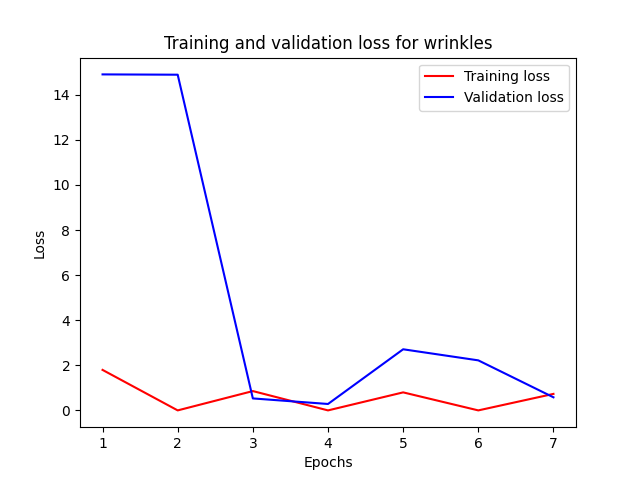 Training and validation loss for wrinkles
Training loss
Validation loss
14
12
10
8
6
4
2
0
Loss
1 2 3 4 5 6 7
Epochs